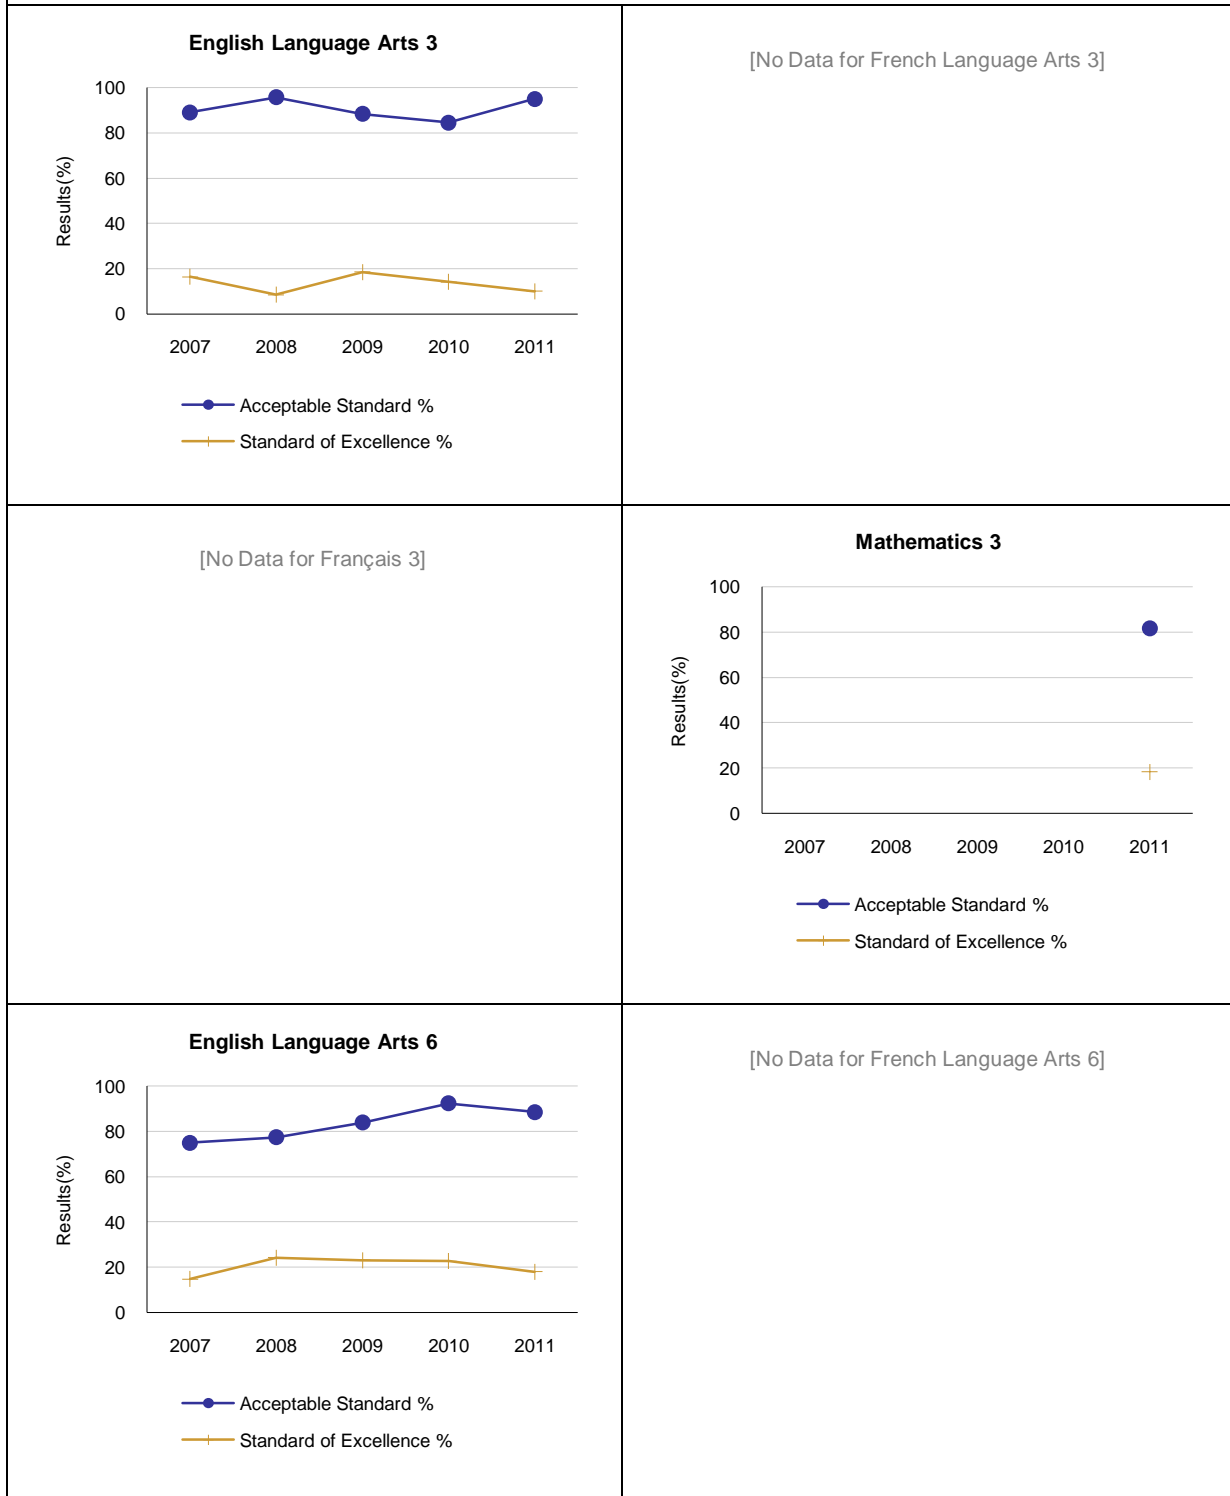 English Language Arts 3
100
80
60
40
20
0
Results(%)
2007 2008 2009 2010 2011
Acceptable Standard %
Standard of Excellence %
[No Data for French Language Arts 3]
[No Data for Français 3]
Mathematics 3
100
80
60
40
20
0
Results(%)
2007 2008 2009 2010 2011
Acceptable Standard %
Standard of Excellence %
English Language Arts 6
100
80
60
40
20
0
Results(%)
2007 2008 2009 2010 2011
Acceptable Standard %
Standard of Excellence %
[No Data for French Language Arts 6]